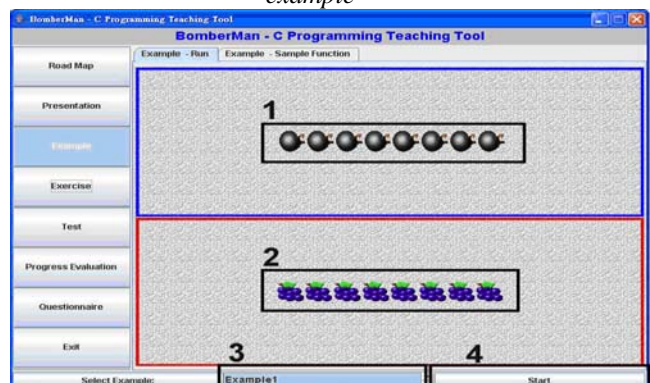 example
BomberMan - C Programming Teaching Tool
BomberMan - C Programming Teaching Tool
Example - Run
Example - Sample Function
Road Map
Presentation
Example
Exercise
Test
Progress Evaluation
Questionnaire
Exit
1
2
3
4
Select Example:
Example1
Start